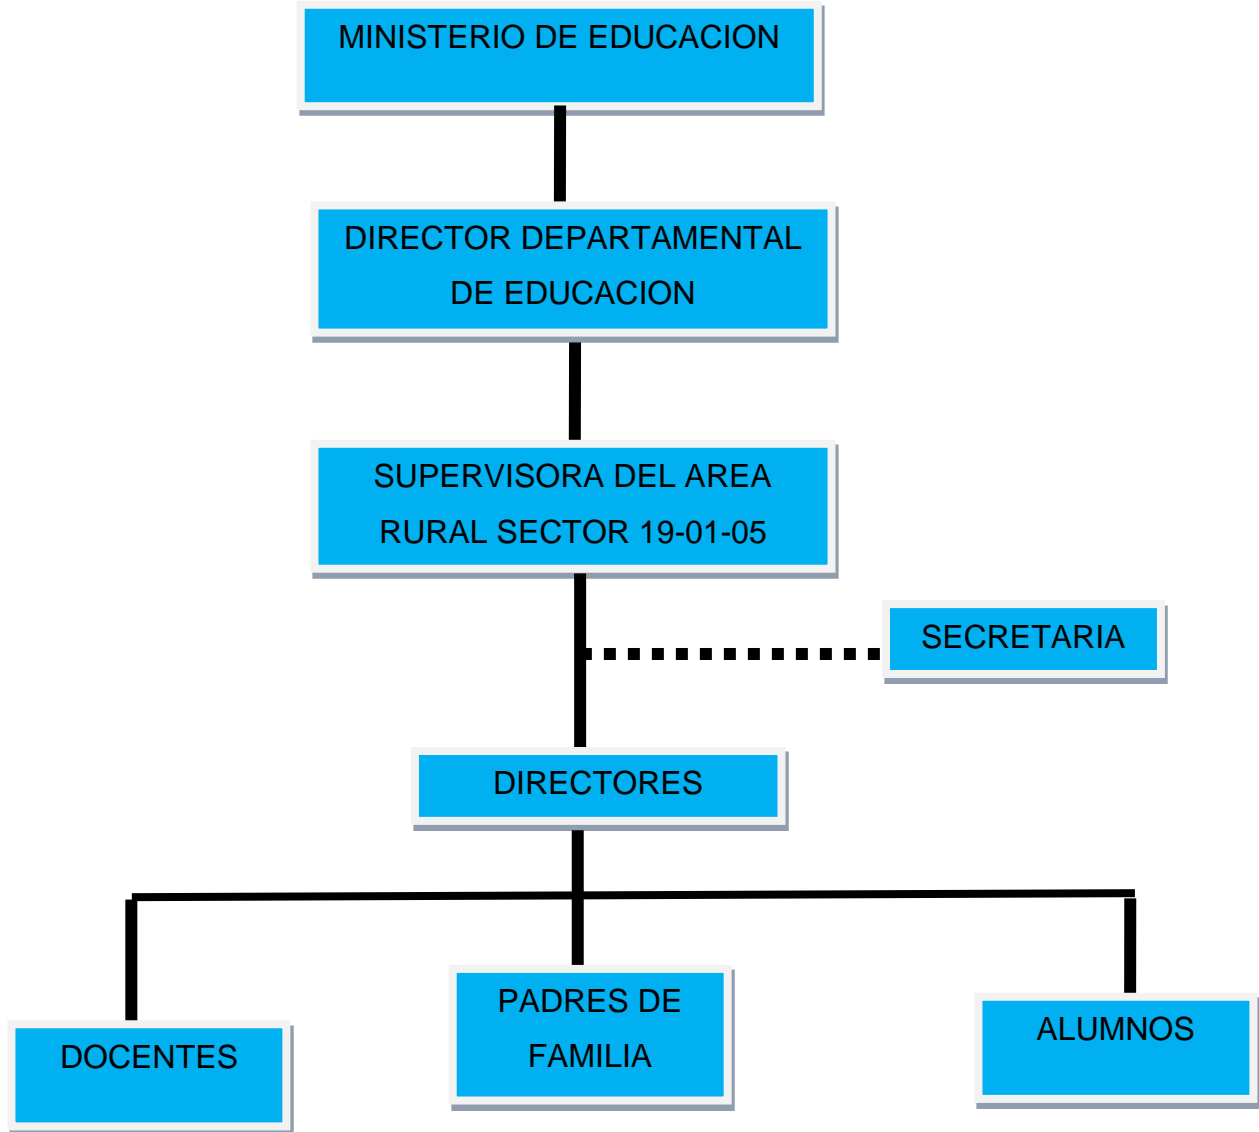 MINISTERIO DE EDUCACION
DIRECTOR DEPARTAMENTAL
DE EDUCACION
SUPERVISORA DEL AREA
RURAL SECTOR 19-01-05
SECRETARIA
DIRECTORES
DOCENTES
PADRES DE
FAMILIA
ALUMNOS